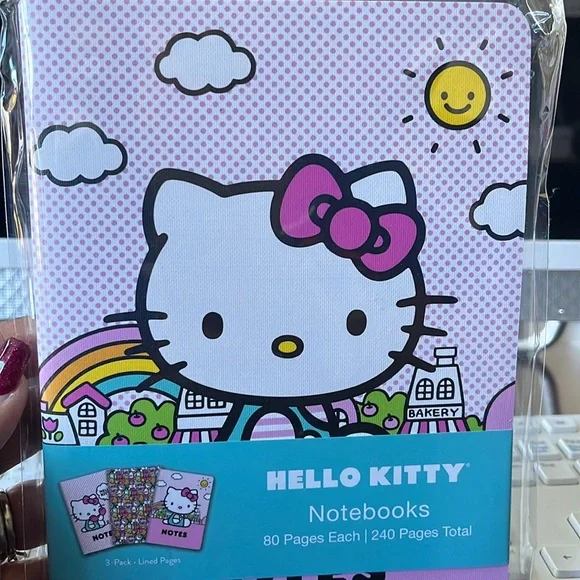 BAKERY
HELLO KITTY®
Notebooks
80 Pages Each | 240 Pages Total
NOTES
NOTES
3-Pack • Lined Pages